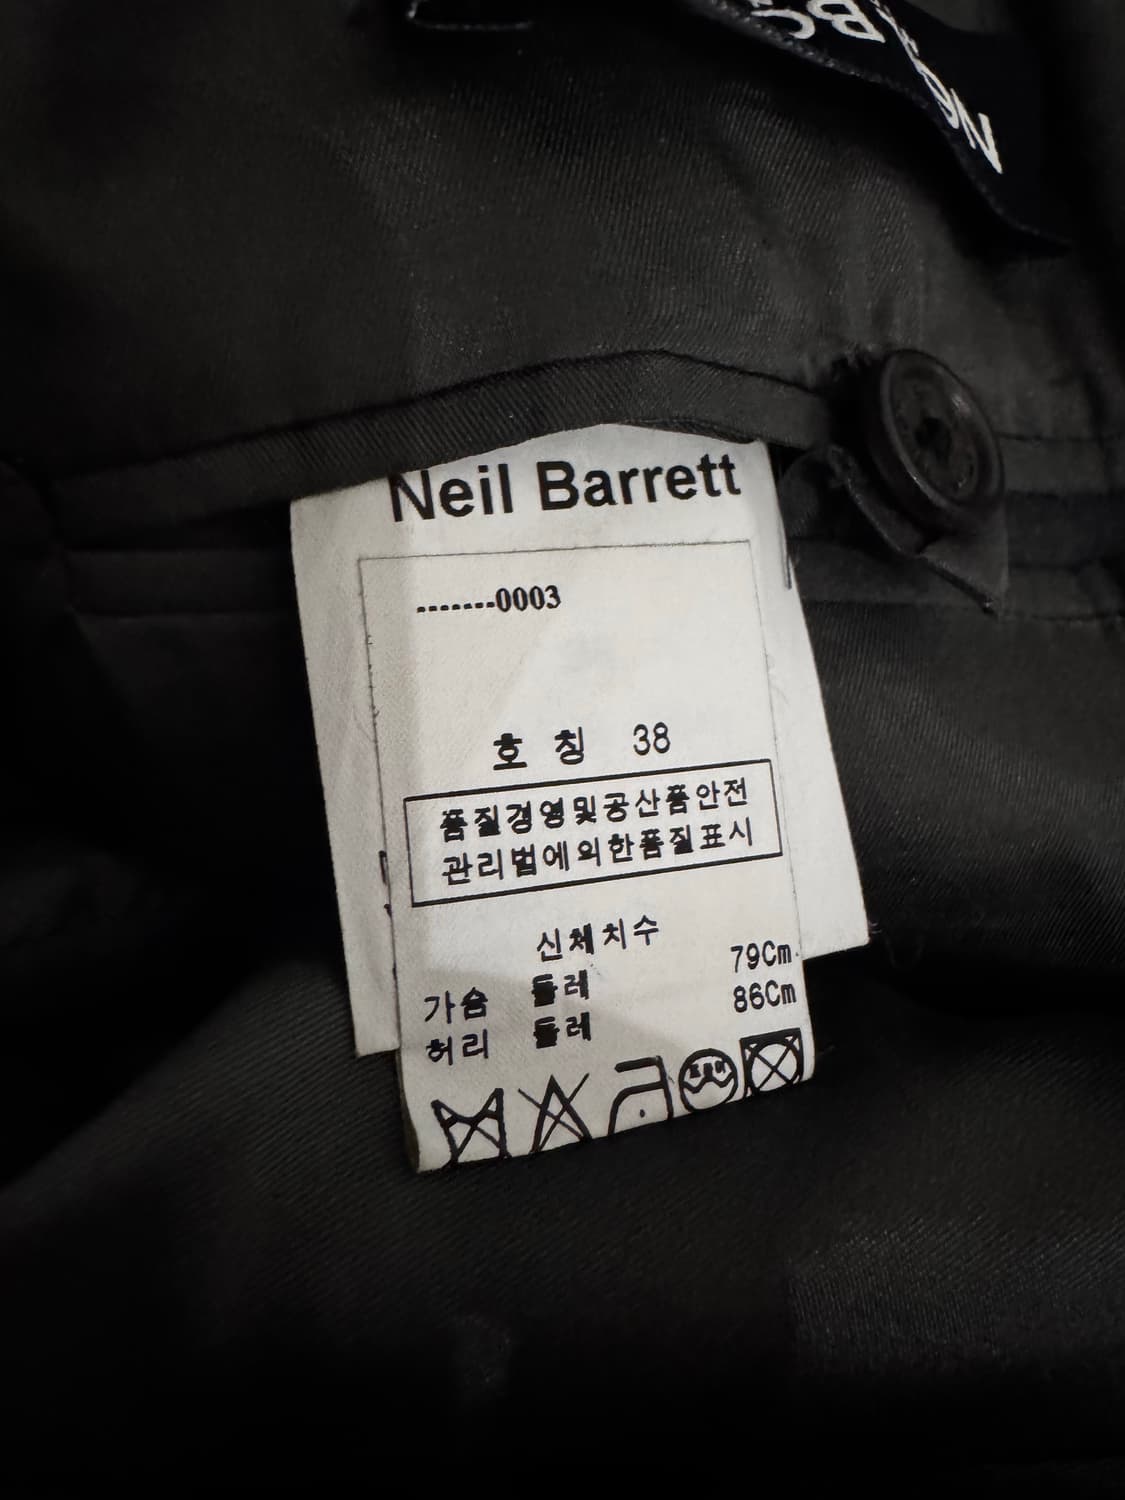 Neil Barrett
-------0003
호 칭 38
품질경영및공산품안전
관리법에의한품질표시
신체치수
가슴 둘레 79Cm
허리 둘레 86Cm